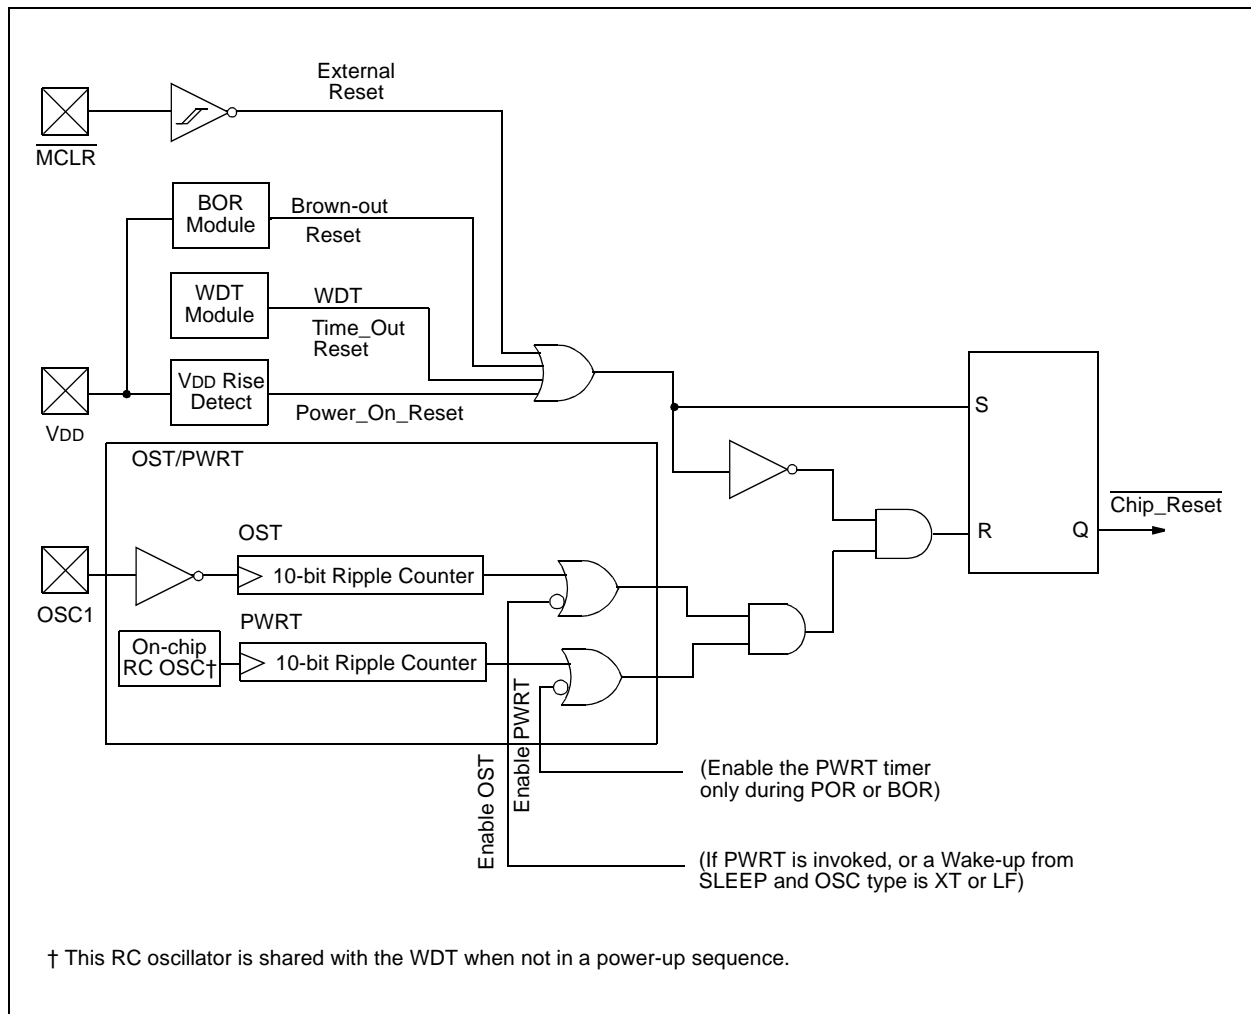 External
Reset
MCLR
BOR
Module
Brown-out
Reset
WDT
Module
WDT
Time_Out
Reset
VDD Rise
Detect
Power_On_Reset
VDD
S
OST/PWRT
Chip_Reset
R
Q
OST
10-bit Ripple Counter
OSC1
PWRT
On-chip
RC OSC†
10-bit Ripple Counter
Enable OST
Enable PWRT
(Enable the PWRT timer
only during POR or BOR)
(If PWRT is invoked, or a Wake-up from
SLEEP and OSC type is XT or LF)
† This RC oscillator is shared with the WDT when not in a power-up sequence.